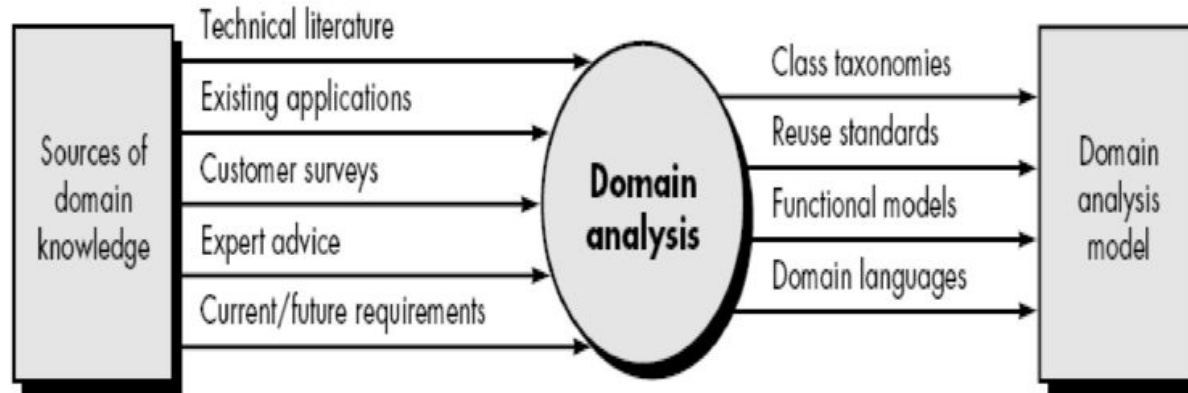 Sources of
domain
knowledge
Technical literature
Existing applications
Customer surveys
Expert advice
Current/future requirements
Domain
analysis
Class taxonomies
Reuse standards
Functional models
Domain languages
Domain
analysis
model